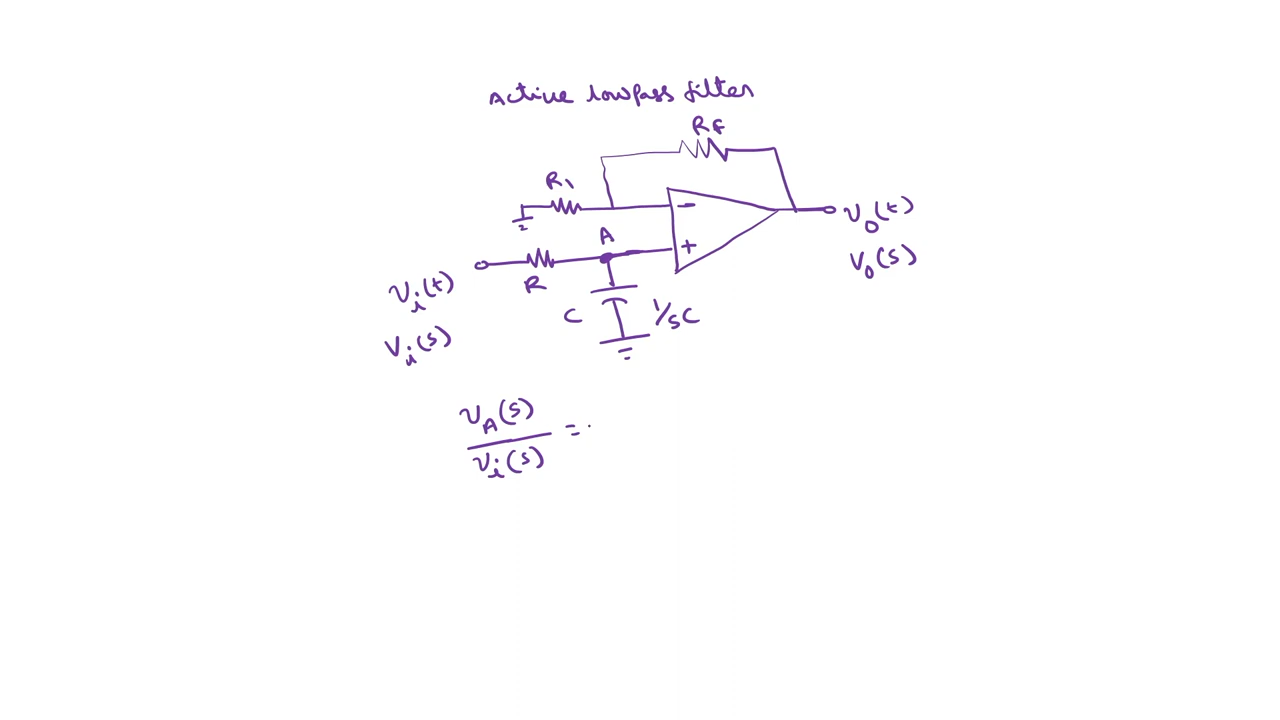 Active lowpass filter
Rf
R1
-
A
+
R
C
1/sC
vi(t)
Vi(s)
vo(t)
Vo(s)
vA(s)
vi(s)
=